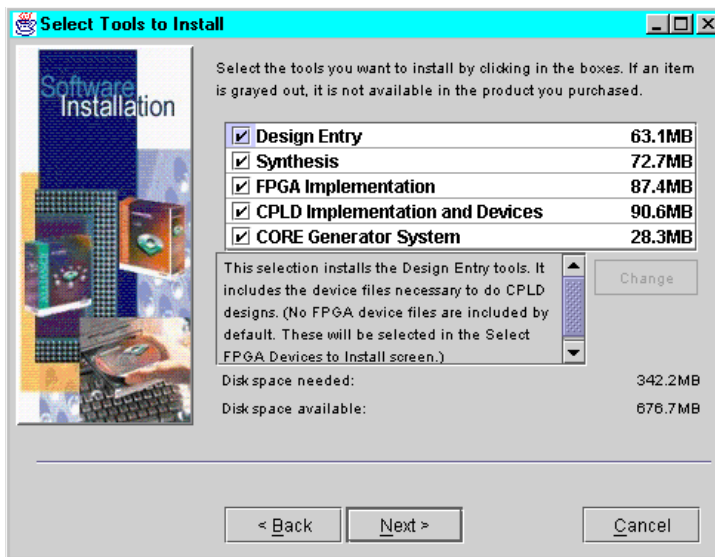 Select Tools to Install
Software
Installation
Select the tools you want to install by clicking in the boxes. If an item
is grayed out, it is not available in the product you purchased.
Design Entry 63.1MB
Synthesis 72.7MB
FPGA Implementation 87.4MB
CPLD Implementation and Devices 90.6MB
CORE Generator System 28.3MB
This selection installs the Design Entry tools. It
includes the device files necessary to do CPLD
designs. (No FPGA device files are included by
default. These will be selected in the Select
FPGA Devices to Install screen.)
Change
Disk space needed: 342.2MB
Disk space available: 676.7MB
< Back
Next >
Cancel